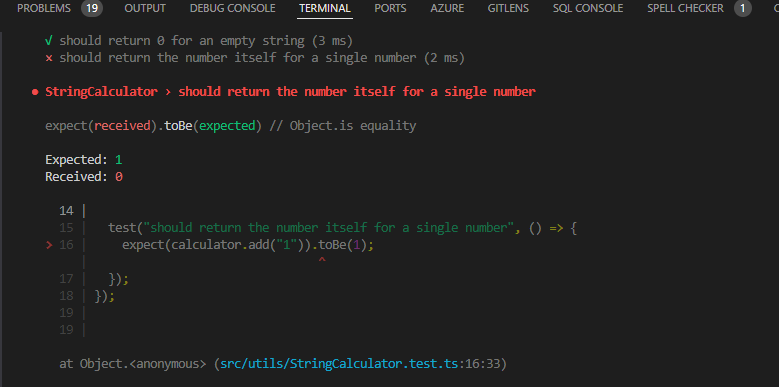 PROBLEMS 19 OUTPUT DEBUG CONSOLE TERMINAL PORTS AZURE GITLENS SQL CONSOLE SPELL CHECKER 1
√ should return 0 for an empty string (3 ms)
× should return the number itself for a single number (2 ms)
● StringCalculator › should return the number itself for a single number
expect(received).toBe(expected) // Object.is equality
Expected: 1
Received: 0
14 |
15 | test("should return the number itself for a single number", () => {
> 16 | expect(calculator.add("1")).toBe(1);
| ^
17 | });
18 | });
19 |
19 |
at Object.<anonymous> (src/utils/StringCalculator.test.ts:16:33)